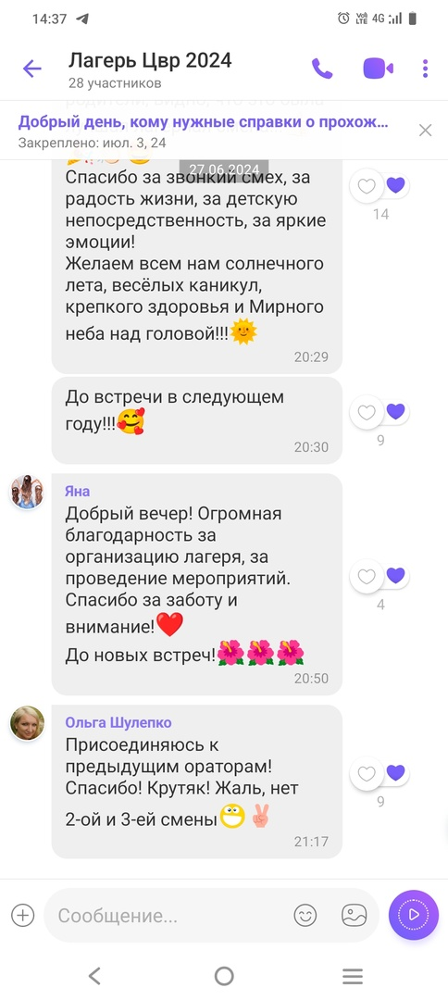 14:37
VoLTE 4G
Лагерь Цвр 2024
28 участников
Добрый день, кому нужные справки о прохож...
Закреплено: июл. 3, 24
27.06.2024
Спасибо за звонкий смех, за
радость жизни, за детскую
непосредственность, за яркие
эмоции!
Желаем всем нам солнечного
лета, весёлых каникул,
крепкого здоровья и Мирного
неба над головой!!!
14
20:29
До встречи в следующем
году!!!
9
20:30
Яна
Добрый вечер! Огромная
благодарность за
организацию лагеря, за
проведение мероприятий.
Спасибо за заботу и
внимание!
До новых встреч!
4
20:50
Ольга Шулепко
Присоединяюсь к
предыдущим ораторам!
Спасибо! Крутяк! Жаль, нет
2-ой и 3-ей смены
9
21:17
Сообщение...